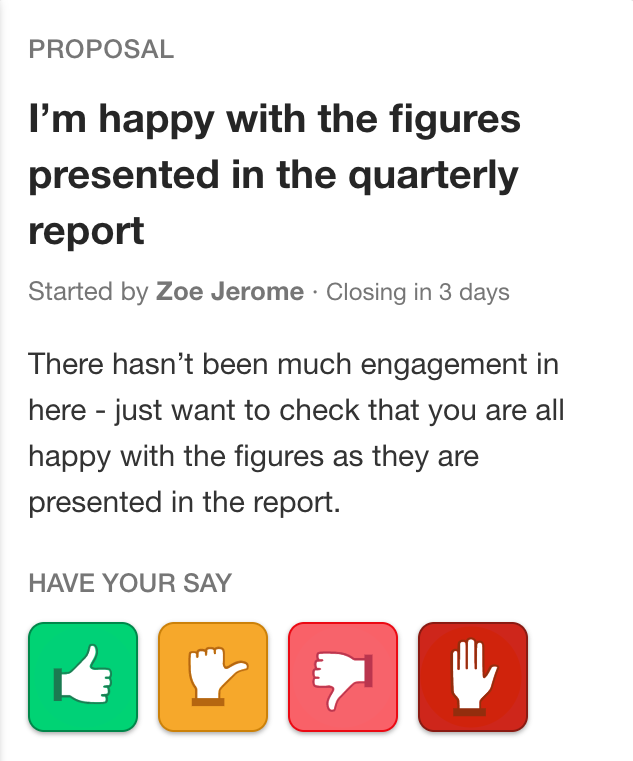 PROPOSAL
I’m happy with the figures
presented in the quarterly
report
Started by Zoe Jerome · Closing in 3 days
There hasn’t been much engagement in
here - just want to check that you are all
happy with the figures as they are
presented in the report.
HAVE YOUR SAY